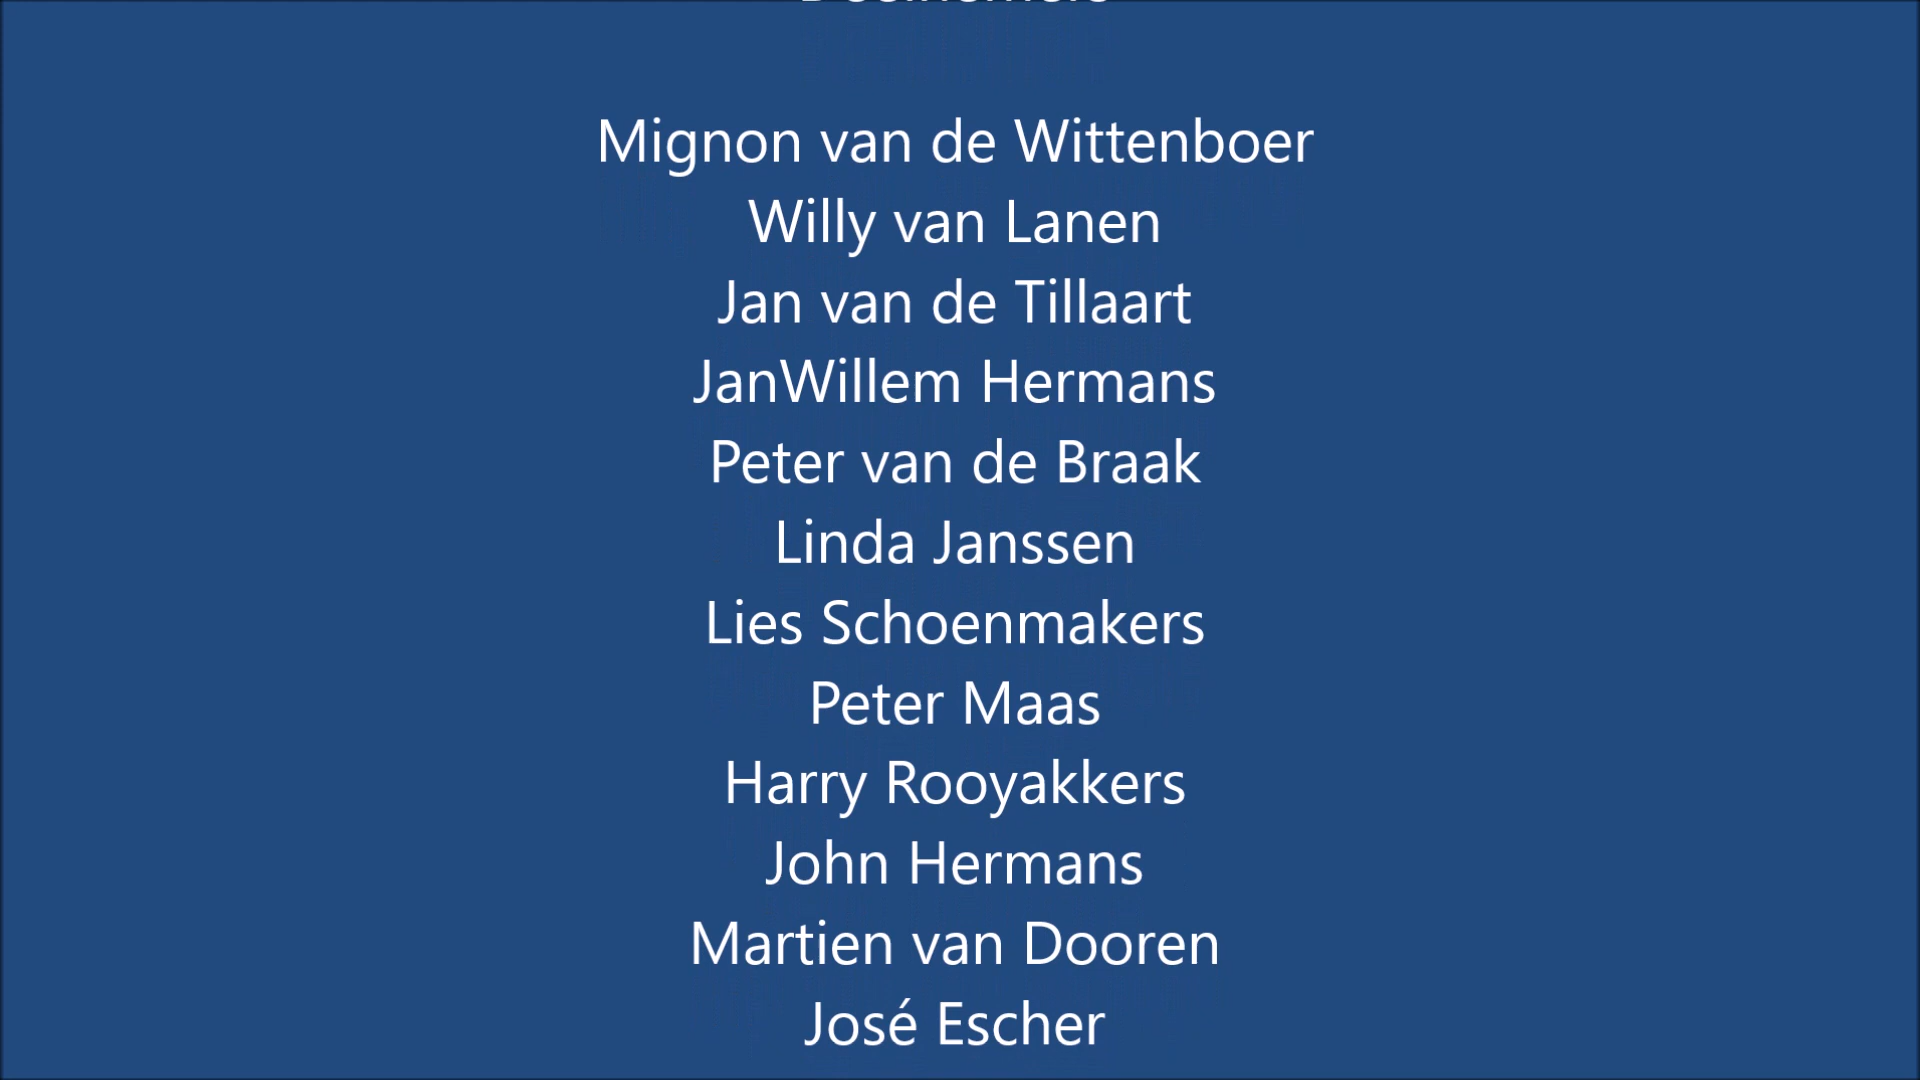 Deelnemers
Mignon van de Wittenboer
Willy van Lanen
Jan van de Tillaart
JanWillem Hermans
Peter van de Braak
Linda Janssen
Lies Schoenmakers
Peter Maas
Harry Rooyakkers
John Hermans
Martien van Dooren
José Escher